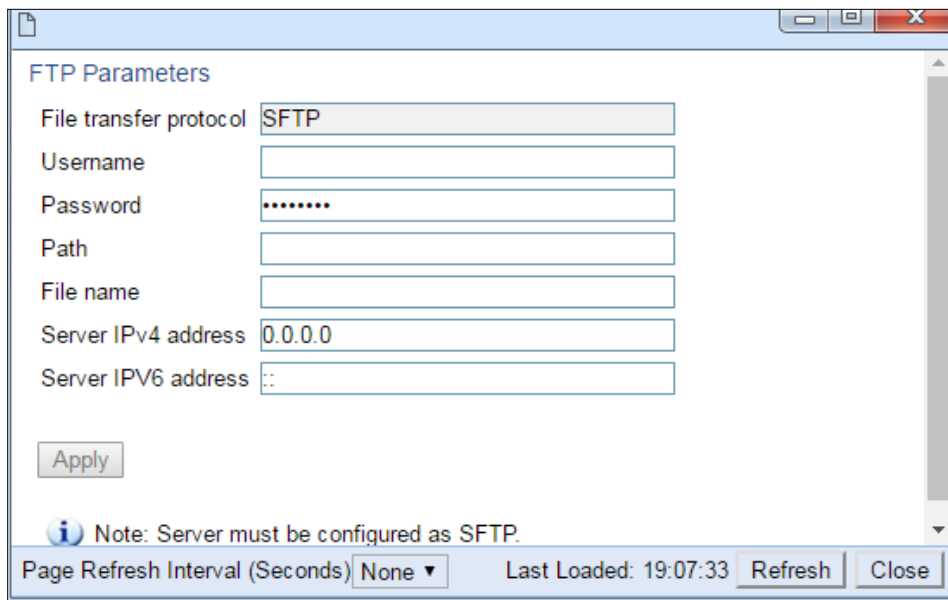 FTP Parameters
File transfer protocol SFTP
Username
Password ••••••••
Path
File name
Server IPv4 address 0.0.0.0
Server IPV6 address ::
Apply
Note: Server must be configured as SFTP.
Page Refresh Interval (Seconds) None ▼ Last Loaded: 19:07:33 Refresh Close